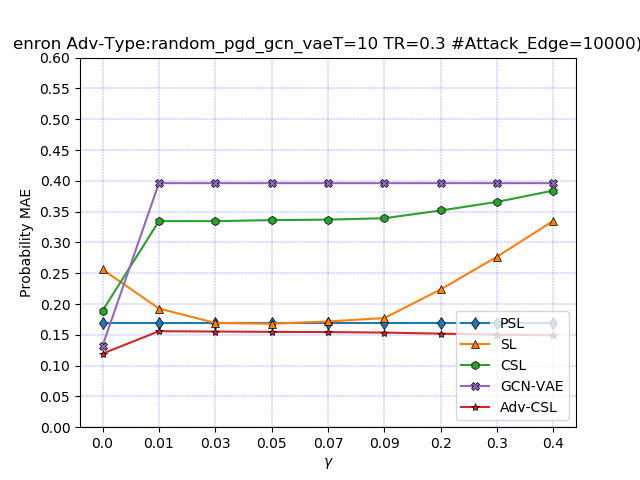 enron Adv-Type:random_pgd_gcn_vaeT=10 TR=0.3 #Attack_Edge=10000)
0.60
0.55
0.50
0.45
0.40
0.35
0.30
0.25
0.20
0.15
0.10
0.05
0.00
Probability MAE
PSL
SL
CSL
GCN-VAE
Adv-CSL
0.0 0.01 0.03 0.05 0.07 0.09 0.2 0.3 0.4
γ